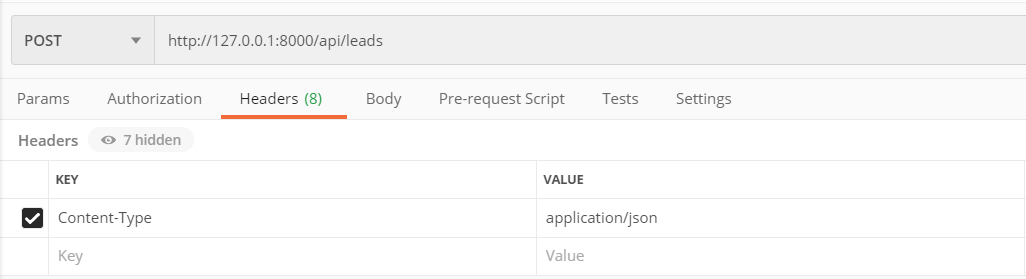 POST http://127.0.0.1:8000/api/leads
Params Authorization Headers (8) Body Pre-request Script Tests Settings
Headers 7 hidden
KEY VALUE
Content-Type application/json
Key Value